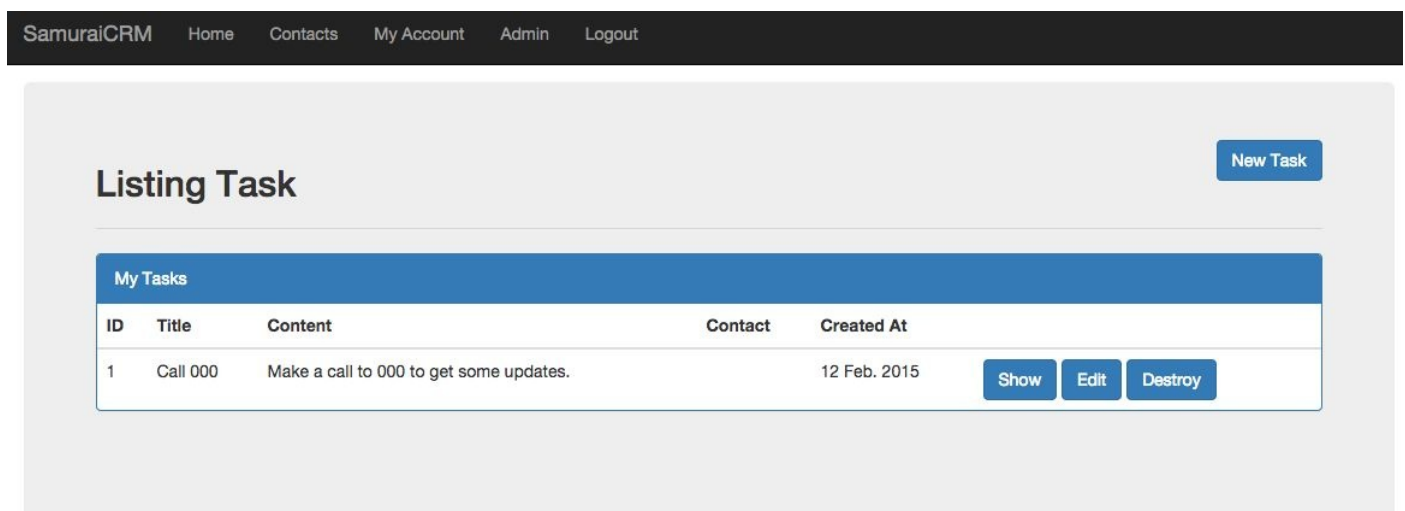 SamuraiCRM Home Contacts My Account Admin Logout
New Task
Listing Task
My Tasks
ID Title Content Contact Created At
1 Call 000 Make a call to 000 to get some updates. 12 Feb. 2015 Show Edit Destroy